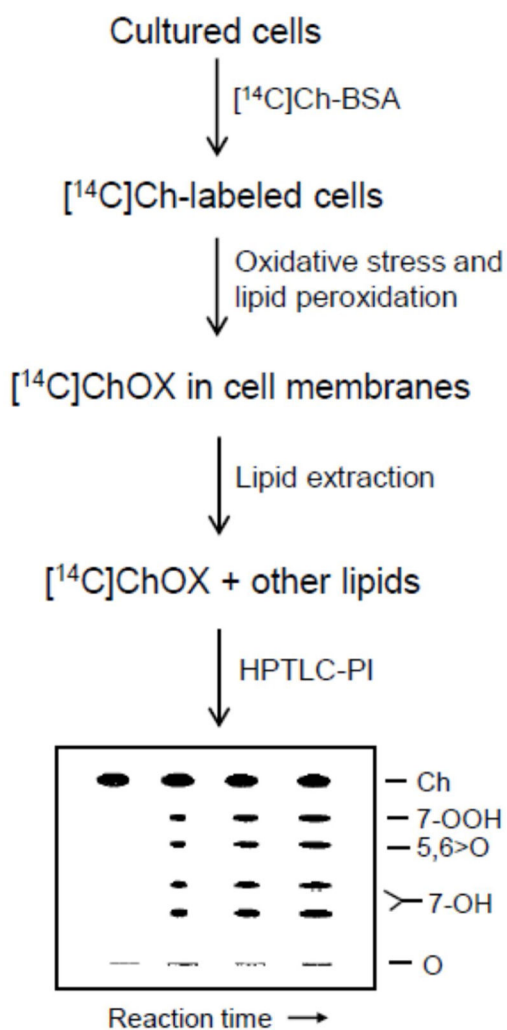 Cultured cells
[¹⁴C]Ch-BSA
[¹⁴C]Ch-labeled cells
Oxidative stress and
lipid peroxidation
[¹⁴C]ChOX in cell membranes
Lipid extraction
[¹⁴C]ChOX + other lipids
HPTLC-PI
Ch
7-OOH
5,6>O
7-OH
O
Reaction time